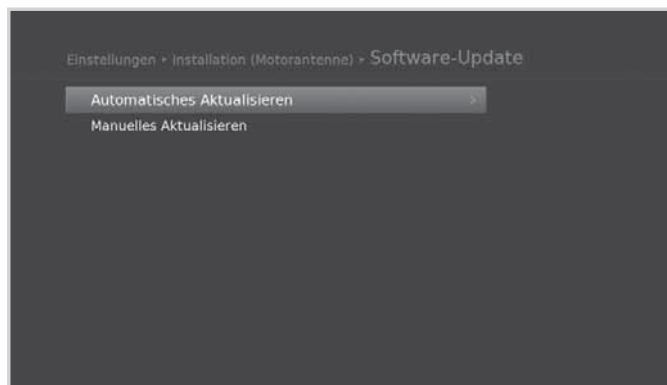 Einstellungen ▸ Installation (Motorantenne) ▸ Software-Update
Automatisches Aktualisieren >
Manuelles Aktualisieren